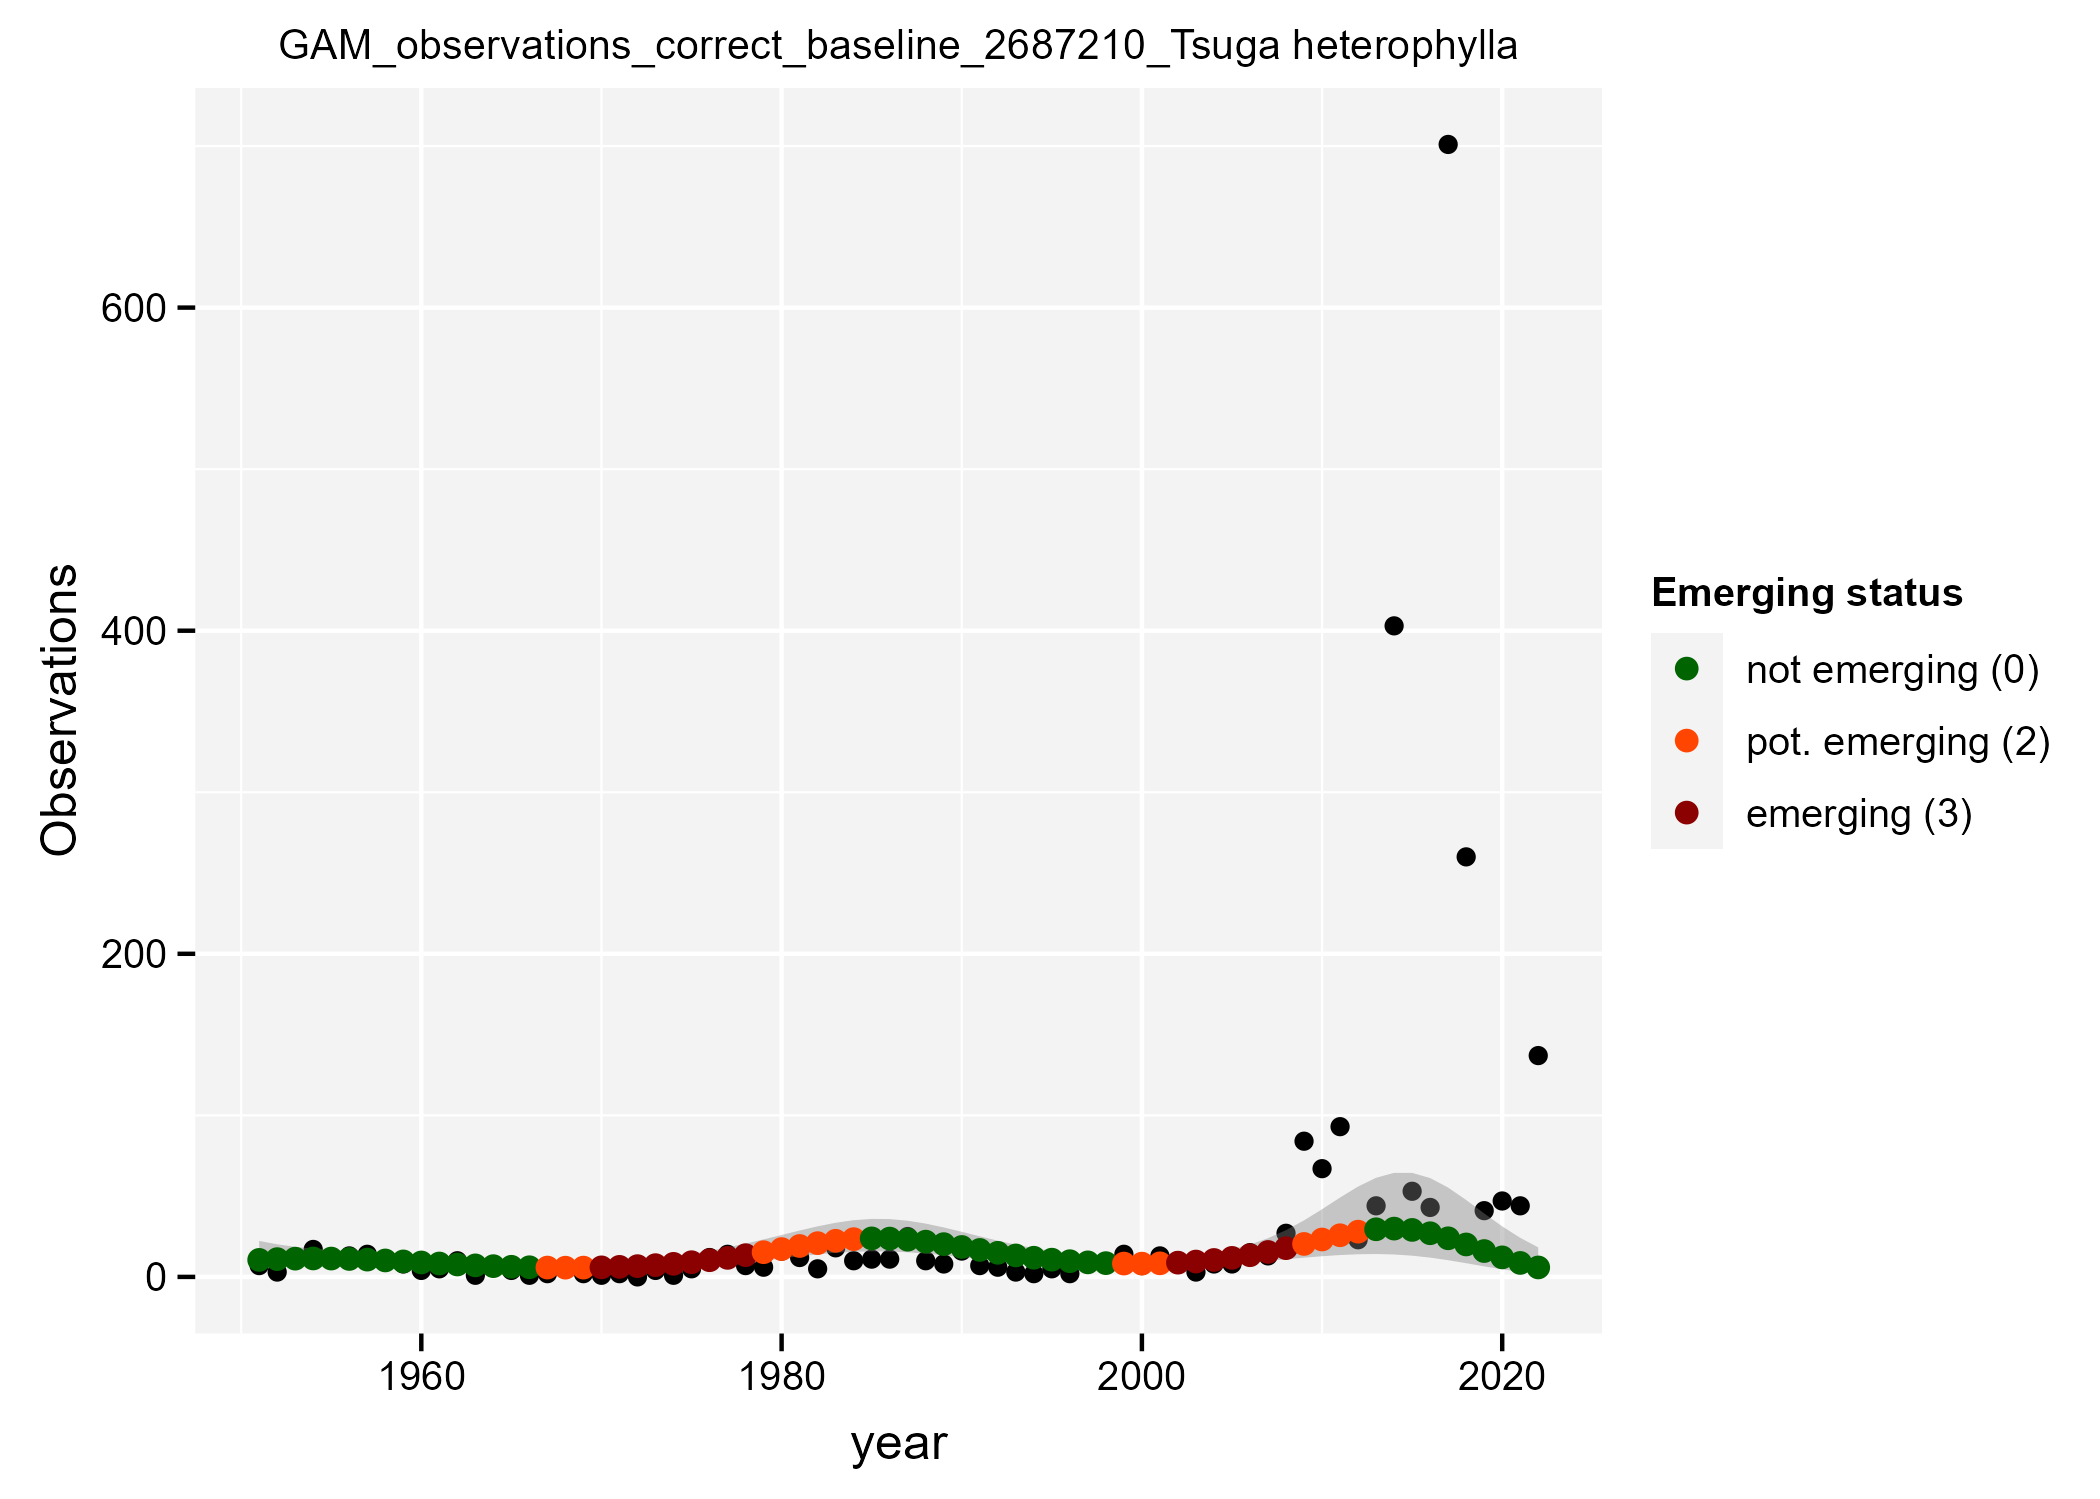 GAM_observations_correct_baseline_2687210_Tsuga heterophylla
Observations
600
400
200
0
1960
1980
2000
2020
year
Emerging status
not emerging (0)
pot. emerging (2)
emerging (3)